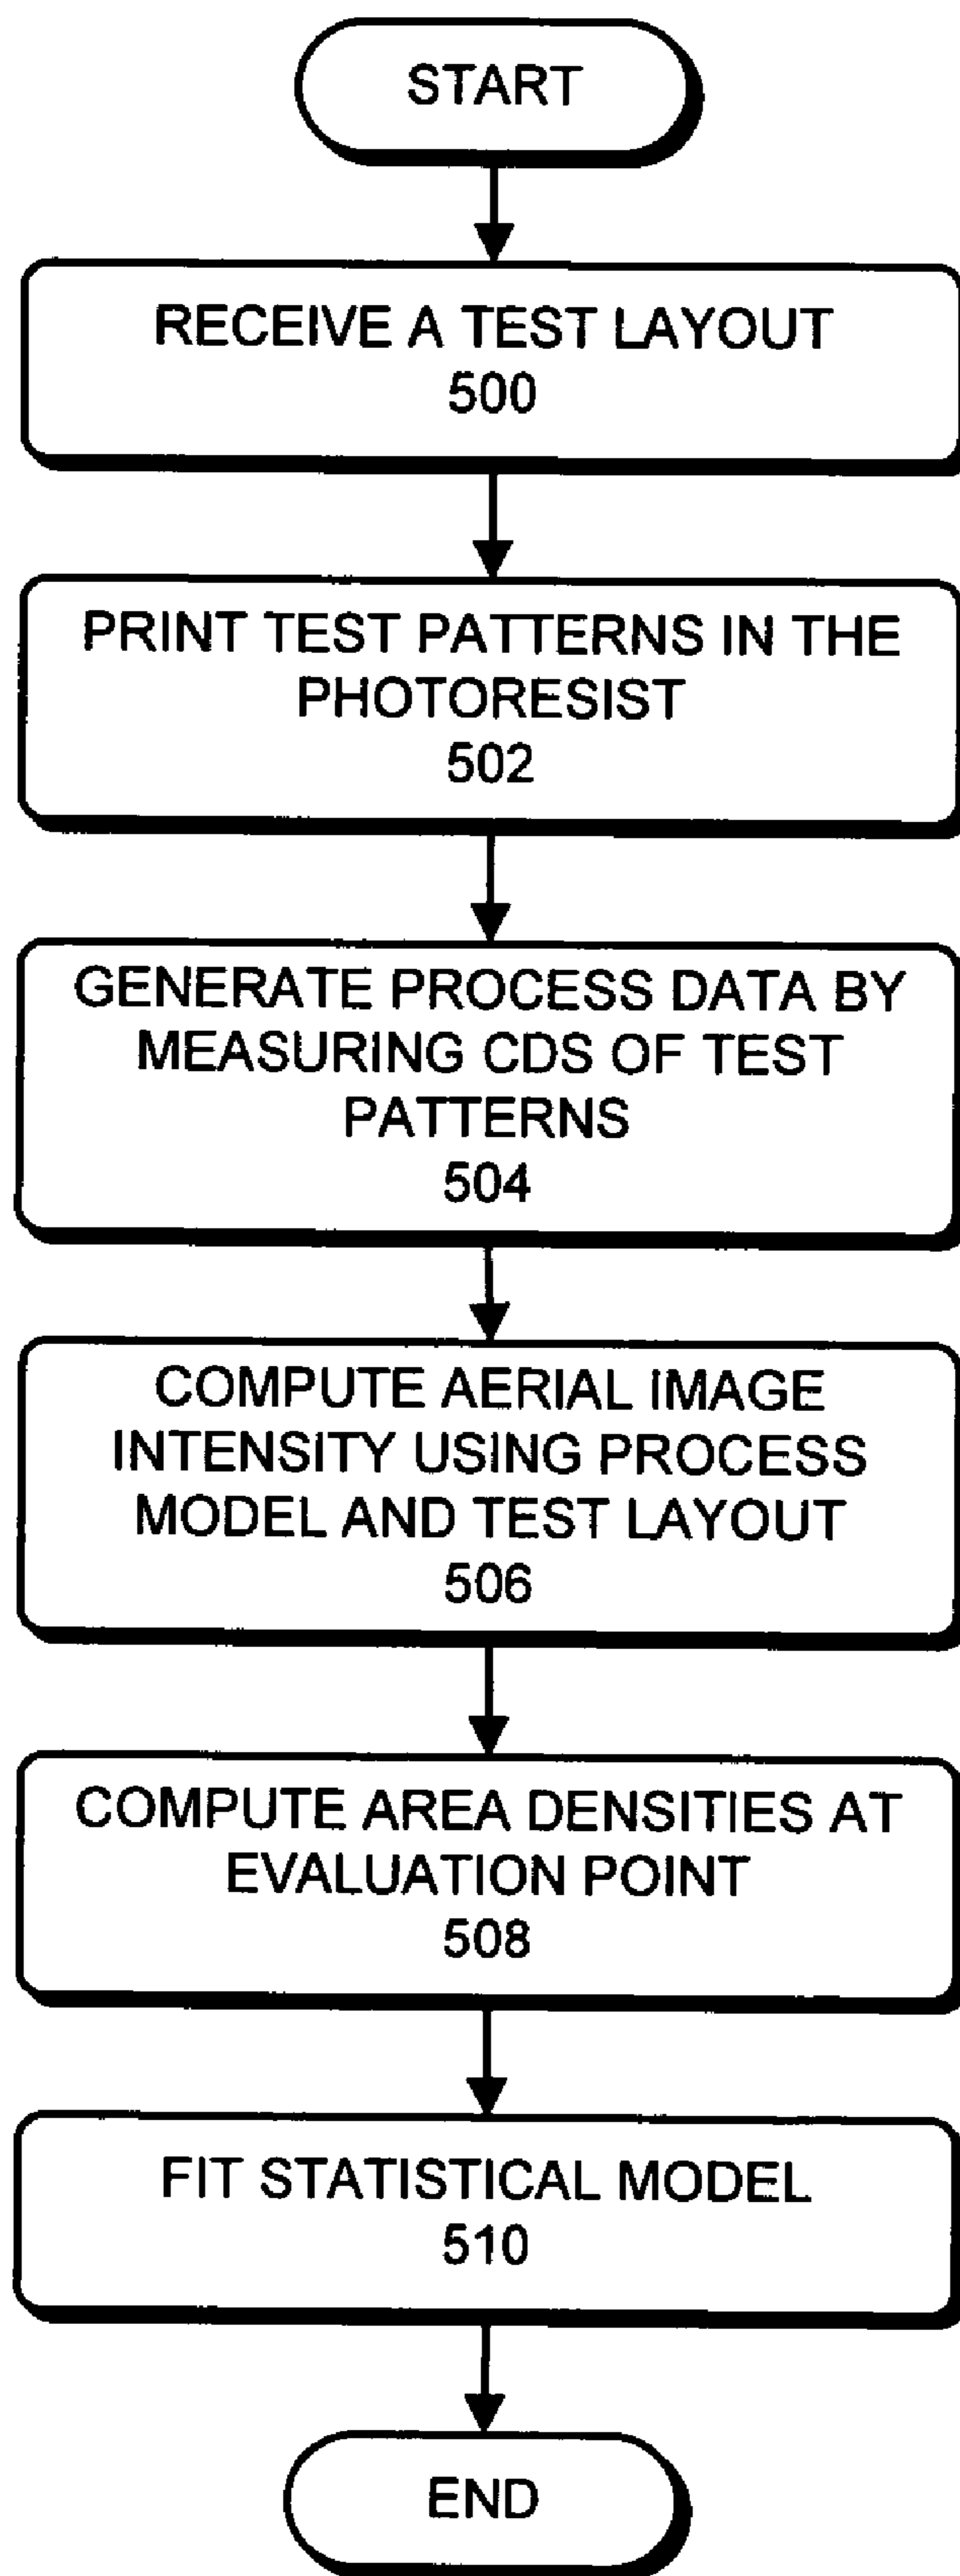 START
RECEIVE A TEST LAYOUT
500
PRINT TEST PATTERNS IN THE
PHOTORESIST
502
GENERATE PROCESS DATA BY
MEASURING CDS OF TEST
PATTERNS
504
COMPUTE AERIAL IMAGE
INTENSITY USING PROCESS
MODEL AND TEST LAYOUT
506
COMPUTE AREA DENSITIES AT
EVALUATION POINT
508
FIT STATISTICAL MODEL
510
END